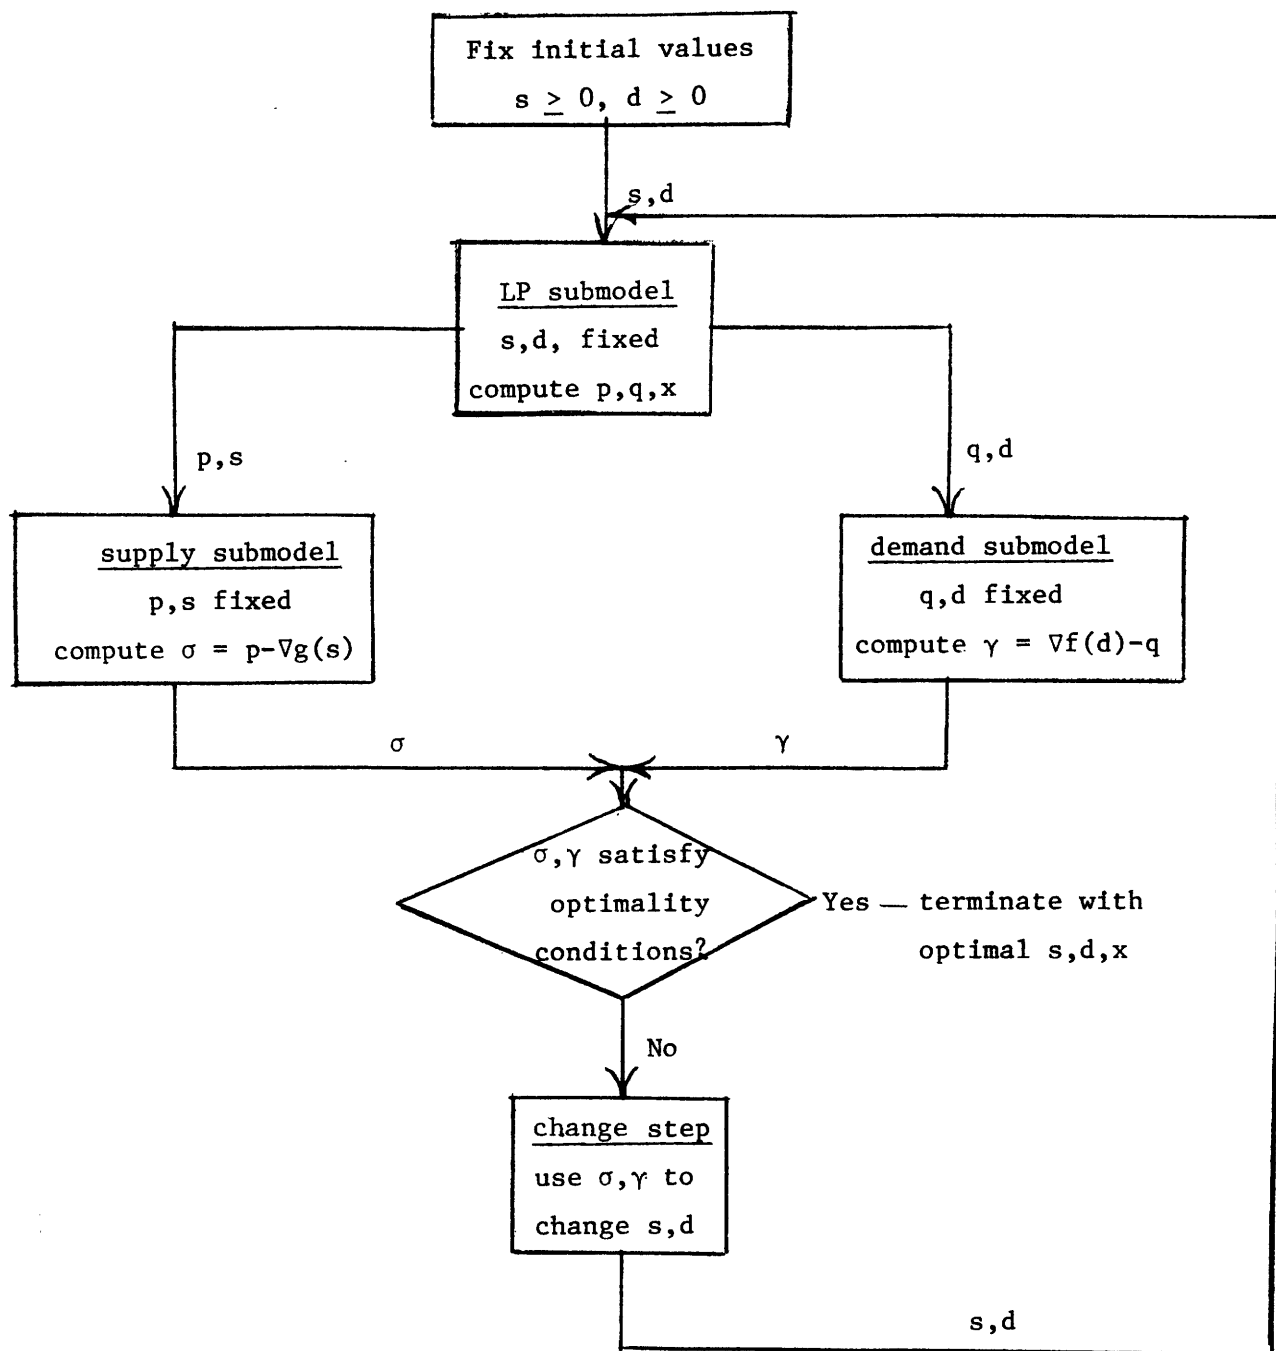 Fix initial values
s ≥ 0, d ≥ 0
s,d
LP submodel
s,d, fixed
compute p,q,x
p,s
q,d
supply submodel
p,s fixed
compute σ = p-∇g(s)
demand submodel
q,d fixed
compute γ = ∇f(d)-q
σ
γ
σ,γ satisfy
optimality
conditions?
Yes — terminate with
optimal s,d,x
No
change step
use σ,γ to
change s,d
s,d